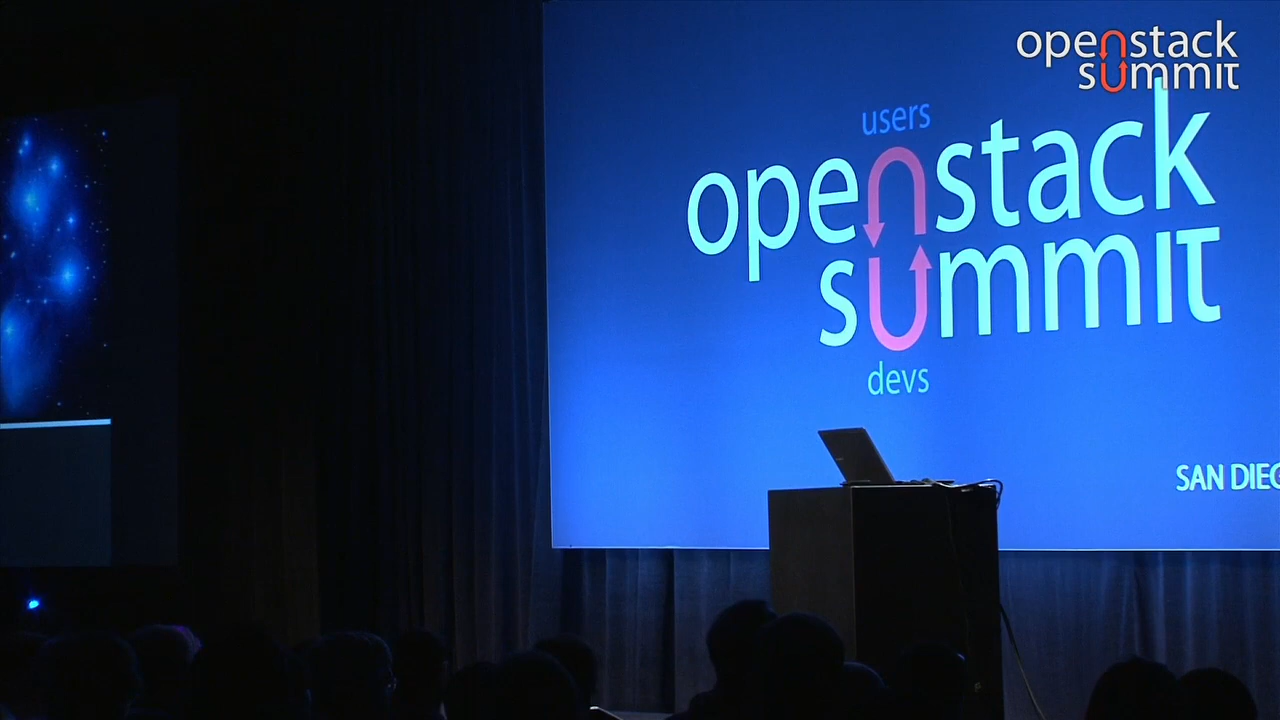 openstack
summit
users
openstack
summit
devs
SAN DIEG